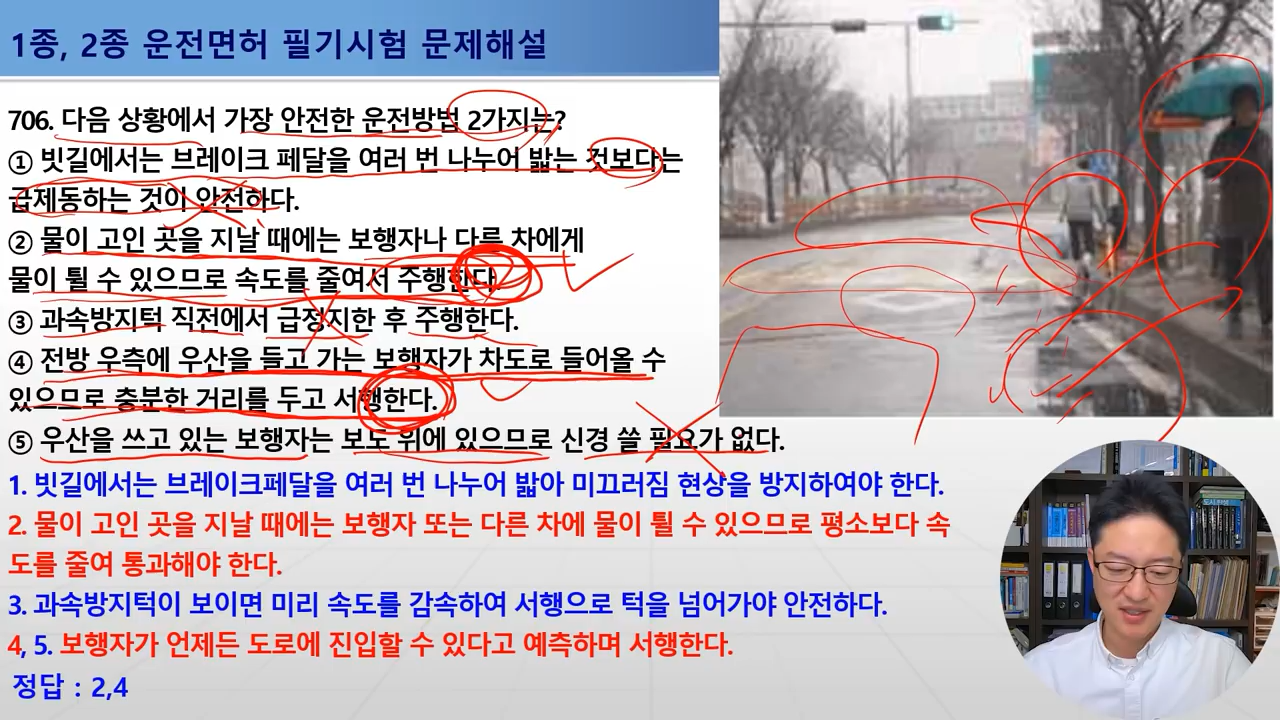 1종, 2종 운전면허 필기시험 문제해설
706. 다음 상황에서 가장 안전한 운전방법 2가지는?
① 빗길에서는 브레이크 페달을 여러 번 나누어 밟는 것보다는
급제동하는 것이 안전하다.
② 물이 고인 곳을 지날 때에는 보행자나 다른 차에게
물이 튈 수 있으므로 속도를 줄여서 주행한다.
③ 과속방지턱 직전에서 급정지한 후 주행한다.
④ 전방 우측에 우산을 들고 가는 보행자가 차도로 들어올 수
있으므로 충분한 거리를 두고 서행한다.
⑤ 우산을 쓰고 있는 보행자는 보도 위에 있으므로 신경 쓸 필요가 없다.
1. 빗길에서는 브레이크페달을 여러 번 나누어 밟아 미끄러짐 현상을 방지하여야 한다.
2. 물이 고인 곳을 지날 때에는 보행자 또는 다른 차에 물이 튈 수 있으므로 평소보다 속
도를 줄여 통과해야 한다.
3. 과속방지턱이 보이면 미리 속도를 감속하여 서행으로 턱을 넘어가야 안전하다.
4, 5. 보행자가 언제든 도로에 진입할 수 있다고 예측하며 서행한다.
정답 : 2,4